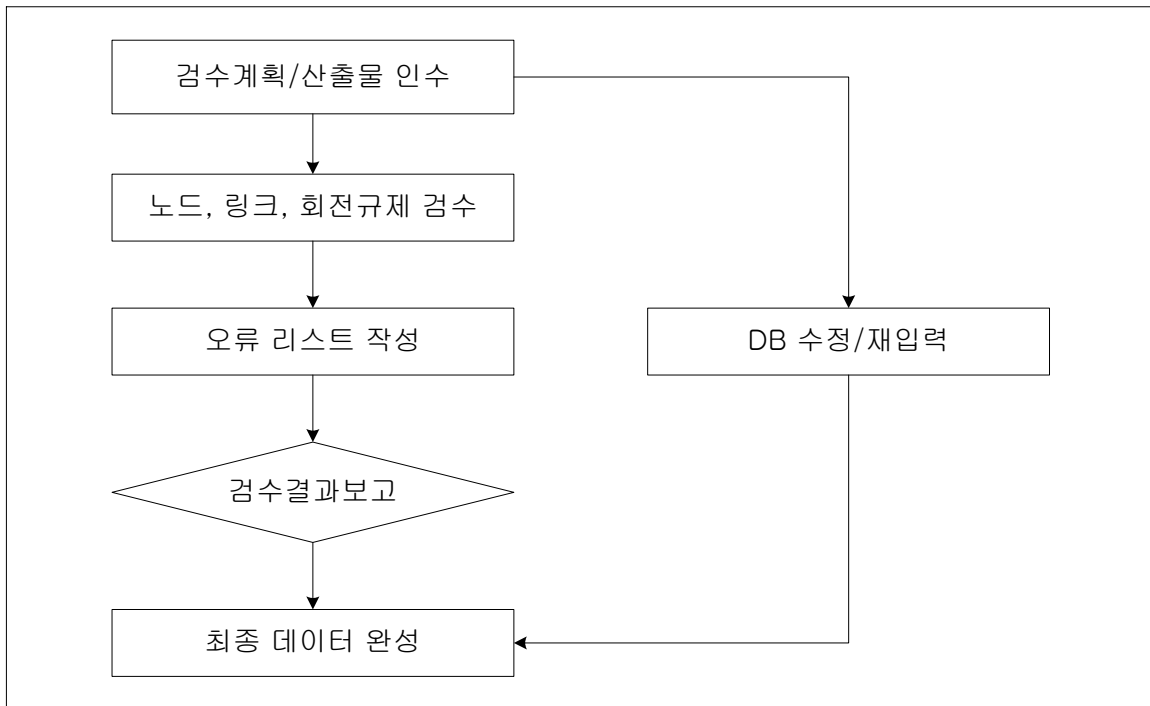 검수계획/산출물 인수
노드, 링크, 회전규제 검수
오류 리스트 작성
DB 수정/재입력
검수결과보고
최종 데이터 완성